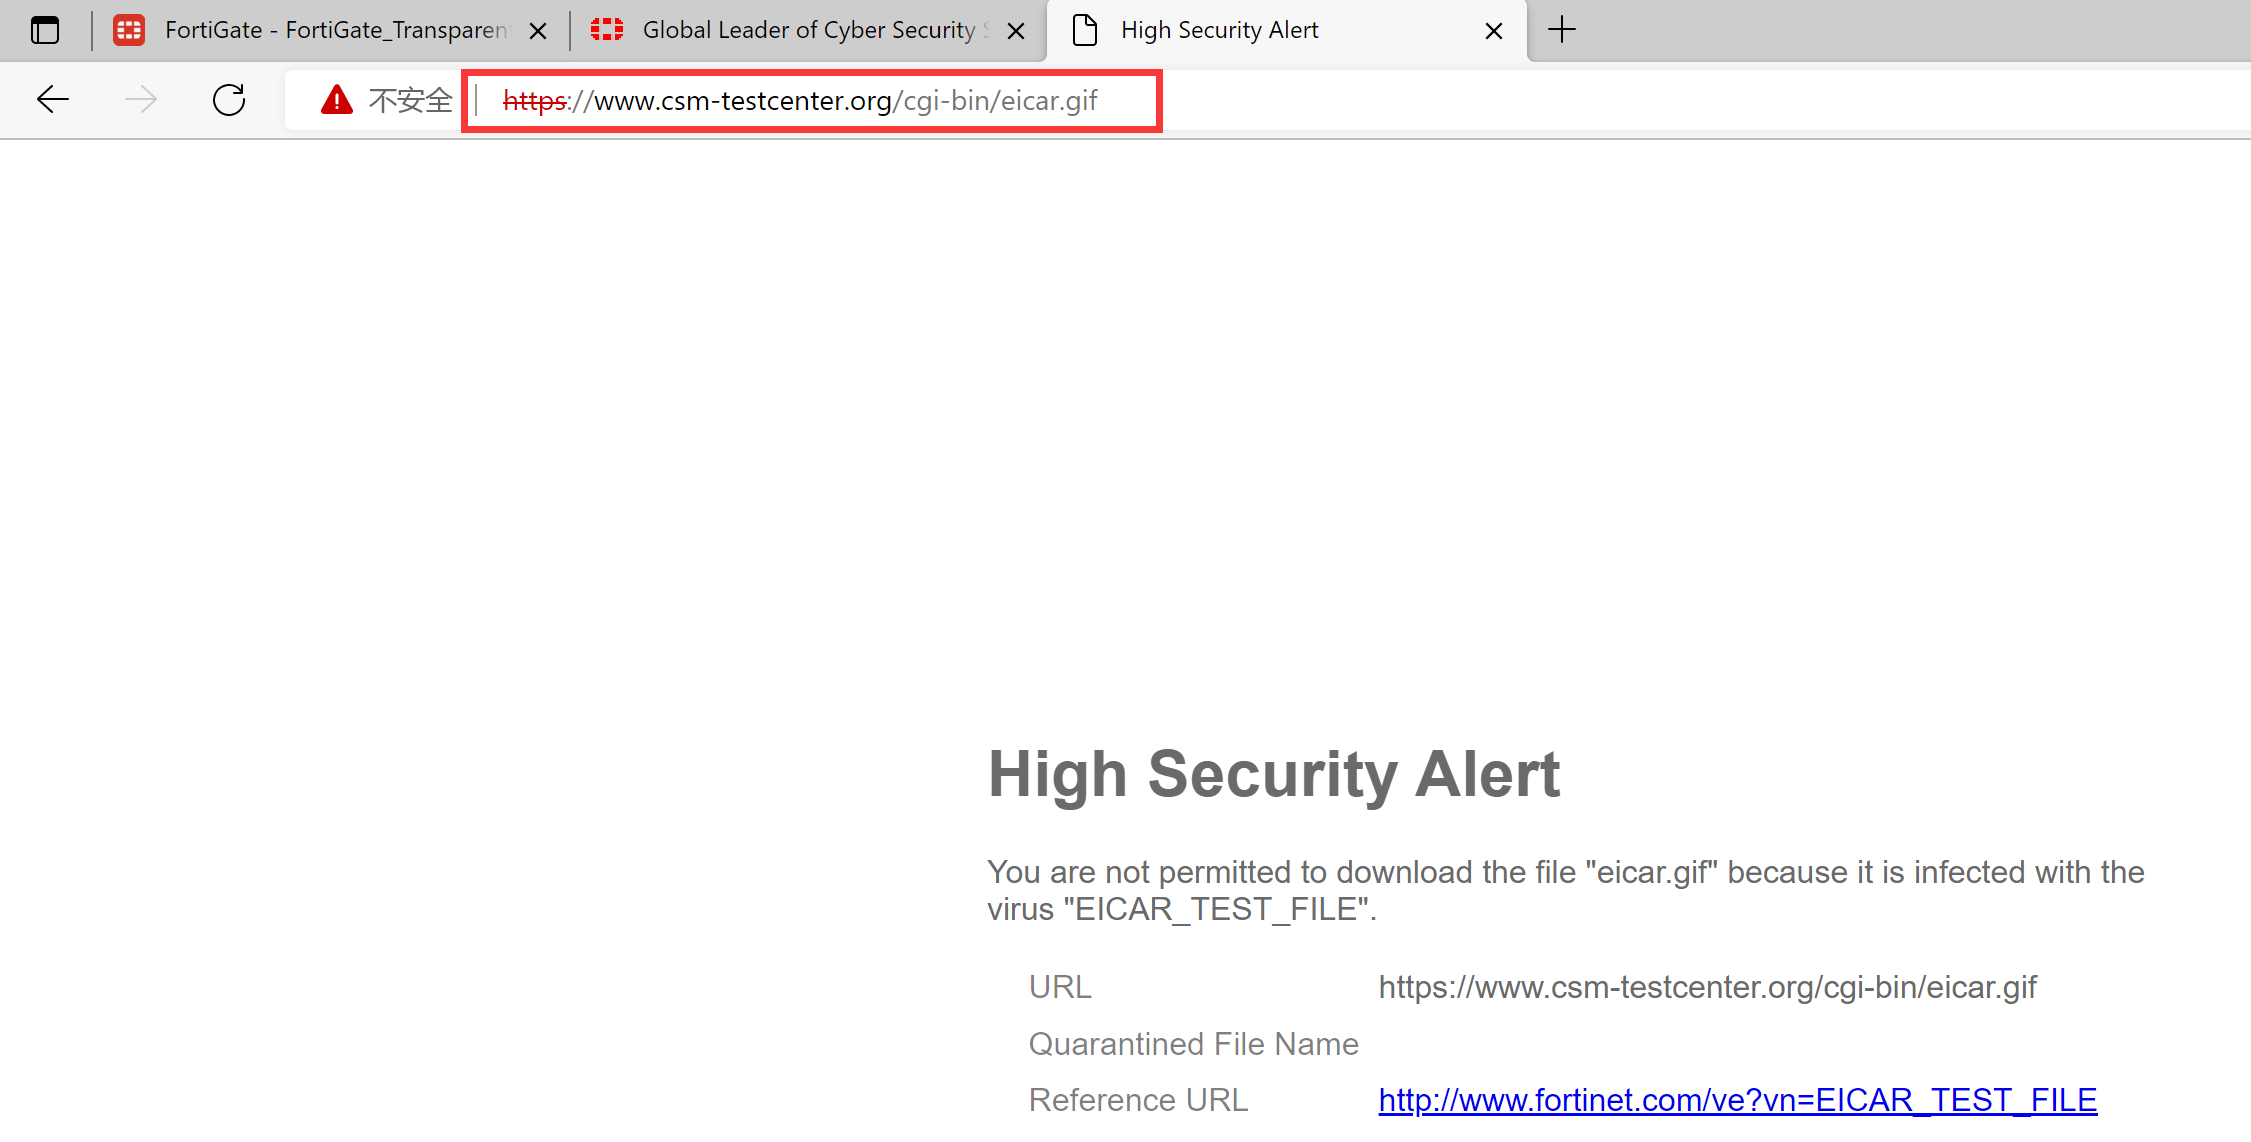 FortiGate - FortiGate_Transparent
Global Leader of Cyber Security S
High Security Alert
不安全 https://www.csm-testcenter.org/cgi-bin/eicar.gif
High Security Alert
You are not permitted to download the file "eicar.gif" because it is infected with the
virus "EICAR_TEST_FILE".
URL https://www.csm-testcenter.org/cgi-bin/eicar.gif
Quarantined File Name
Reference URL http://www.fortinet.com/ve?vn=EICAR_TEST_FILE